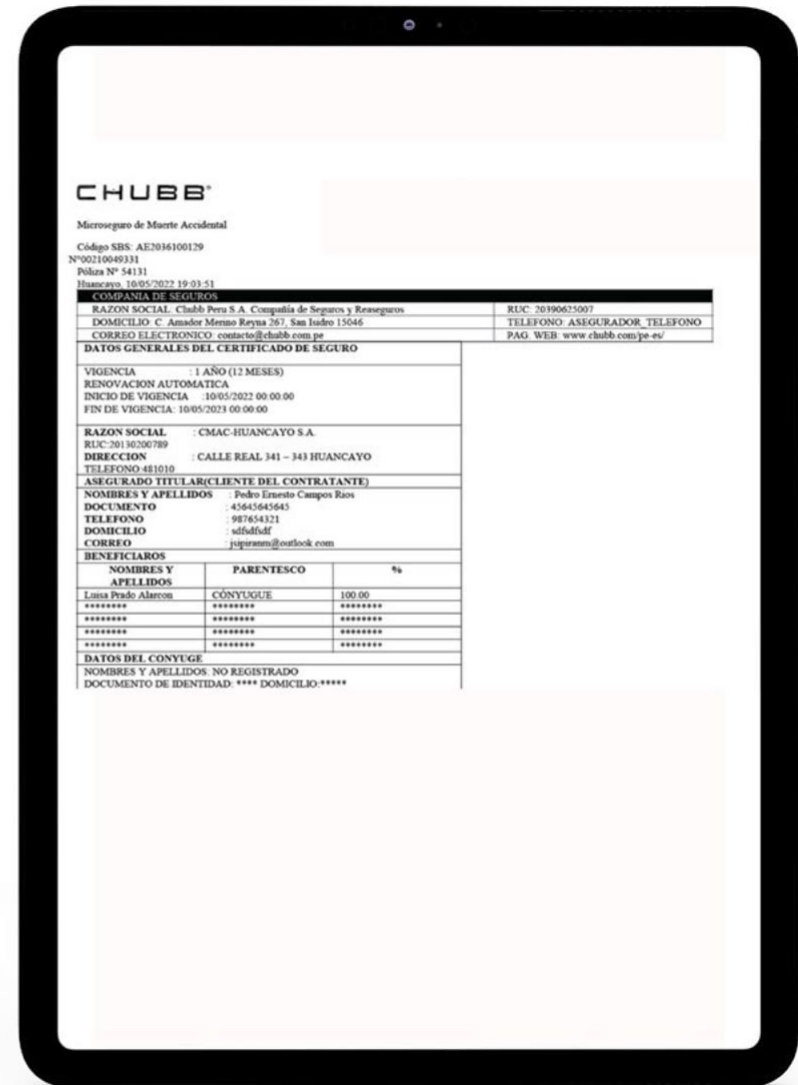 CHUBB®
Microseguro de Muerte Accidental
Código SBS: AE2036100129
N°00210049331
Póliza N° 54131
Huancayo, 10/05/2022 19:03:51
COMPANIA DE SEGUROS
RAZON SOCIAL: Chubb Peru S.A. Compañía de Seguros y Reaseguros RUC: 20390625007
DOMICILIO: C. Amador Merino Reyna 267, San Isidro 15046 TELEFONO: ASEGURADOR_TELEFONO
CORREO ELECTRONICO: contacto@chubb.com.pe PAG. WEB: www.chubb.com/pe-es/
DATOS GENERALES DEL CERTIFICADO DE SEGURO
VIGENCIA : 1 AÑO (12 MESES)
RENOVACION AUTOMATICA
INICIO DE VIGENCIA :10/05/2022 00:00:00
FIN DE VIGENCIA: 10/05/2023 00:00:00
RAZON SOCIAL : CMAC-HUANCAYO S.A.
RUC:20130200789
DIRECCION : CALLE REAL 341 – 343 HUANCAYO
TELEFONO:481010
ASEGURADO TITULAR(CLIENTE DEL CONTRATANTE)
NOMBRES Y APELLIDOS : Pedro Ernesto Campos Rios
DOCUMENTO : 45645645645
TELEFONO : 987654321
DOMICILIO : sdfsdfsdf
CORREO : jsipiranm@outlook.com
BENEFICIAROS
NOMBRES Y APELLIDOS PARENTESCO %
Luisa Prado Alarcon CÓNYUGUE 100.00
******** ******** ********
******** ******** ********
******** ******** ********
******** ******** ********
DATOS DEL CONYUGE
NOMBRES Y APELLIDOS: NO REGISTRADO
DOCUMENTO DE IDENTIDAD: **** DOMICILIO:*****